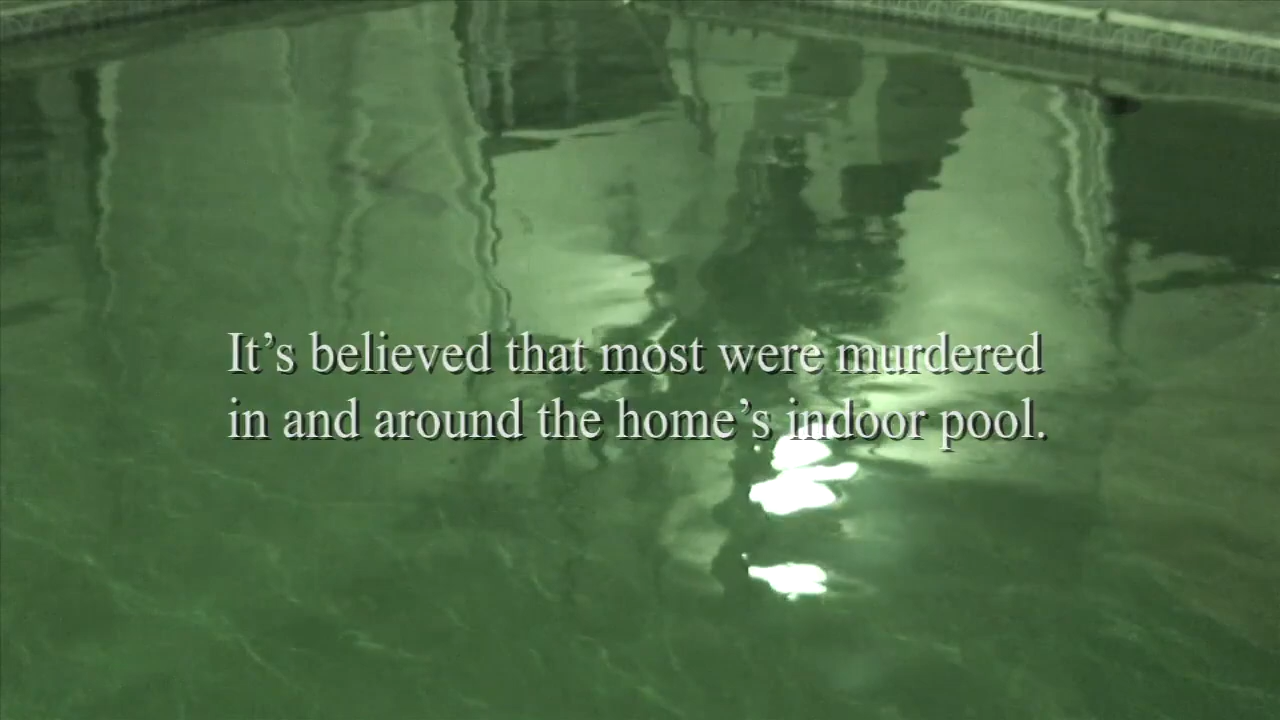 It’s believed that most were murdered
in and around the home’s indoor pool.